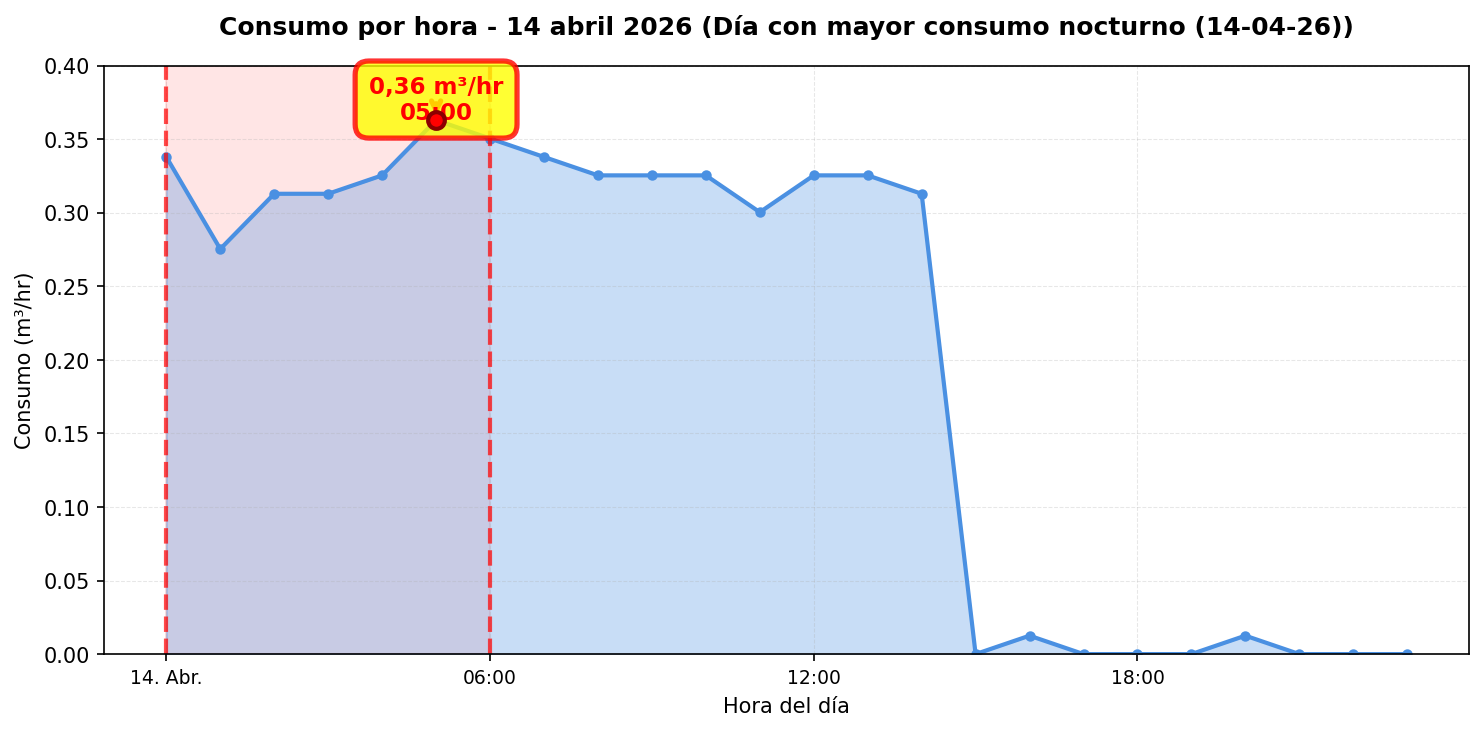 Consumo por hora - 14 abril 2026 (Día con mayor consumo nocturno (14-04-26))
0,36 m³/hr
05:00
Consumo (m³/hr)
0.40
0.35
0.30
0.25
0.20
0.15
0.10
0.05
0.00
14. Abr.
06:00
12:00
18:00
Hora del día